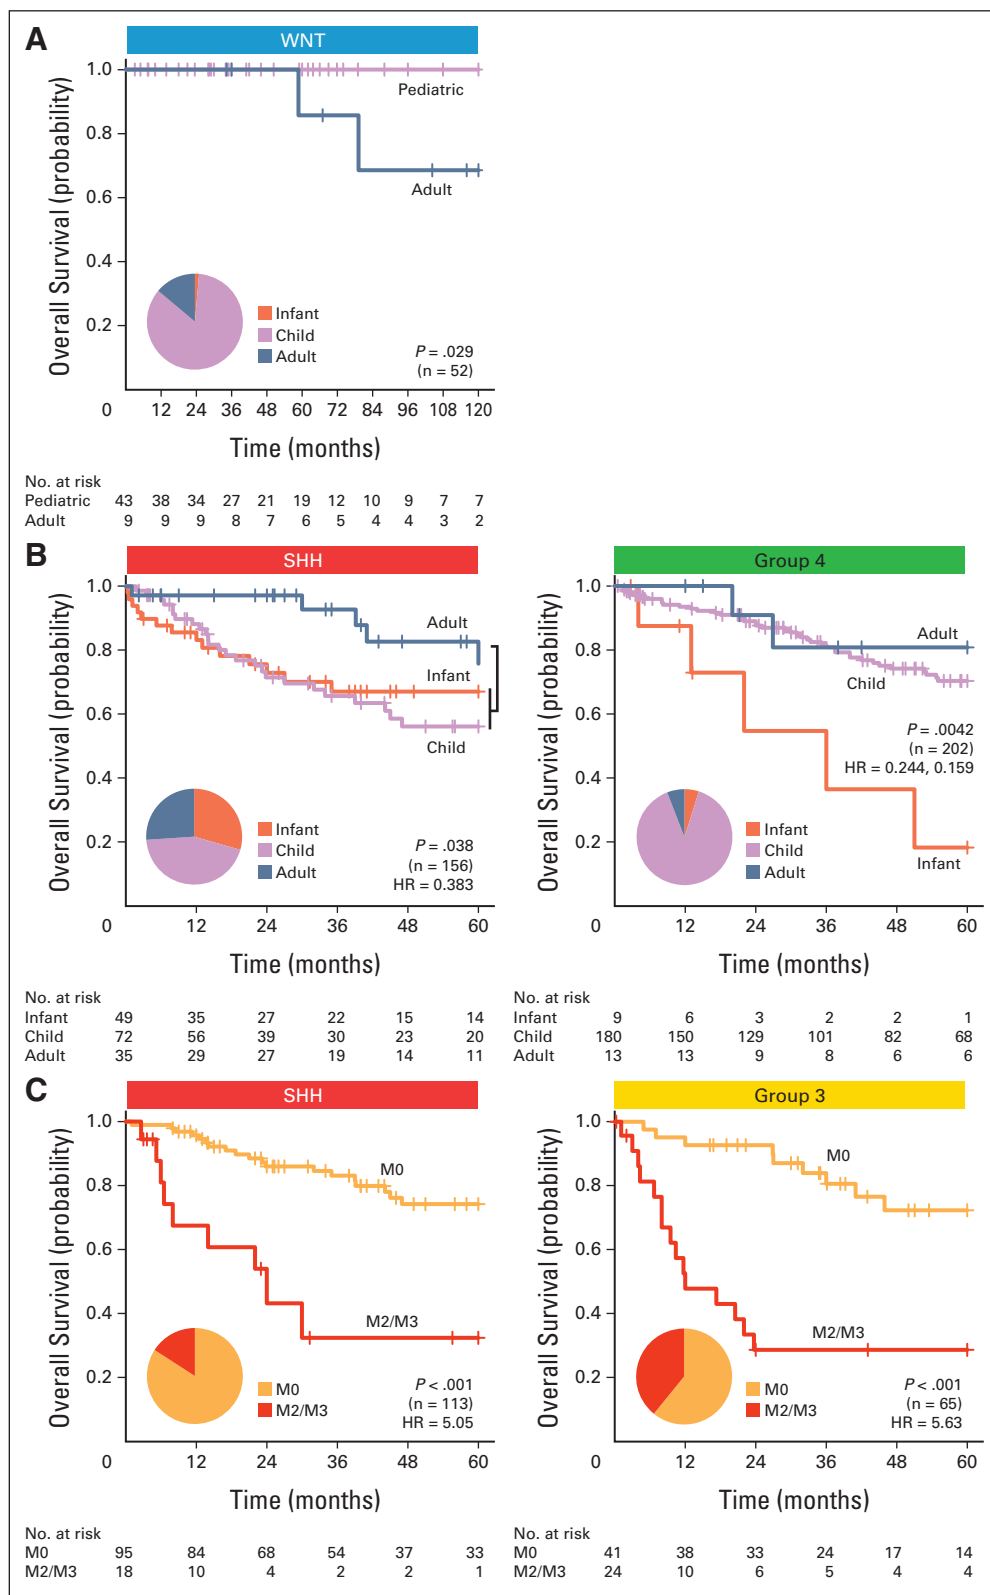 A
WNT
Overall Survival (probability)
1.0
0.8
0.6
0.4
0.2
0
Pediatric
Adult
Infant
Child
Adult
P = .029
(n = 52)
12 24 36 48 60 72 84 96 108 120
Time (months)
No. at risk
Pediatric 43 38 34 27 21 19 12 10 9 7 7
Adult 9 9 9 8 7 6 5 4 4 3 2
B
SHH
Overall Survival (probability)
1.0
0.8
0.6
0.4
0.2
0
Adult
Infant
Child
Infant
Child
Adult
P = .038
(n = 156)
HR = 0.383
12 24 36 48 60
Time (months)
No. at risk
Infant 49 35 27 22 15 14
Child 72 56 39 30 23 20
Adult 35 29 27 19 14 11
Group 4
Overall Survival (probability)
1.0
0.8
0.6
0.4
0.2
0
Adult
Child
P = .0042
(n = 202)
HR = 0.244, 0.159
Infant
Infant
Child
Adult
12 24 36 48 60
Time (months)
No. at risk
Infant 9 6 3 2 2 1
Child 180 150 129 101 82 68
Adult 13 13 9 8 6 6
C
SHH
Overall Survival (probability)
1.0
0.8
0.6
0.4
0.2
0
M0
M2/M3
M0
M2/M3
P < .001
(n = 113)
HR = 5.05
12 24 36 48 60
Time (months)
No. at risk
M0 95 84 68 54 37 33
M2/M3 18 10 4 2 2 1
Group 3
Overall Survival (probability)
1.0
0.8
0.6
0.4
0.2
0
M0
M2/M3
M0
M2/M3
P < .001
(n = 65)
HR = 5.63
12 24 36 48 60
Time (months)
No. at risk
M0 41 38 33 24 17 14
M2/M3 24 10 6 5 4 4